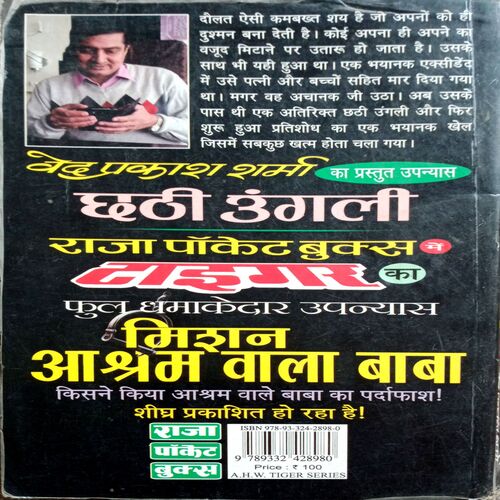 दौलत ऐसी कमबख्त शय है जो अपनों को ही
दुश्मन बना देती है। कोई अपना ही अपने का
वजूद मिटाने पर उतारू हो जाता है। उसके
साथ भी यही हुआ था। एक भयानक एक्सीडेंट
में उसे पत्नी और बच्चों सहित मार दिया गया
था। मगर वह अचानक जी उठा। अब उसके
पास थी एक अतिरिक्त छठी उंगली और फिर
शुरू हुआ प्रतिशोध का एक भयानक खेल
जिसमें सबकुछ खत्म होता चला गया।
वेद प्रकाश शर्मा का प्रस्तुत उपन्यास
छठी उंगली
राजा पॉकेट बुक्स में
टाइगर का
फुल धमाकेदार उपन्यास
मिशन
आश्रम वाला बाबा
किसने किया आश्रम वाले बाबा का पर्दाफाश!
शीघ्र प्रकाशित हो रहा है!
राजा
पॉकेट
बुक्स
ISBN 978-93-324-2898-0
9 789332 428980
Price : ₹ 100
A.H.W. TIGER SERIES